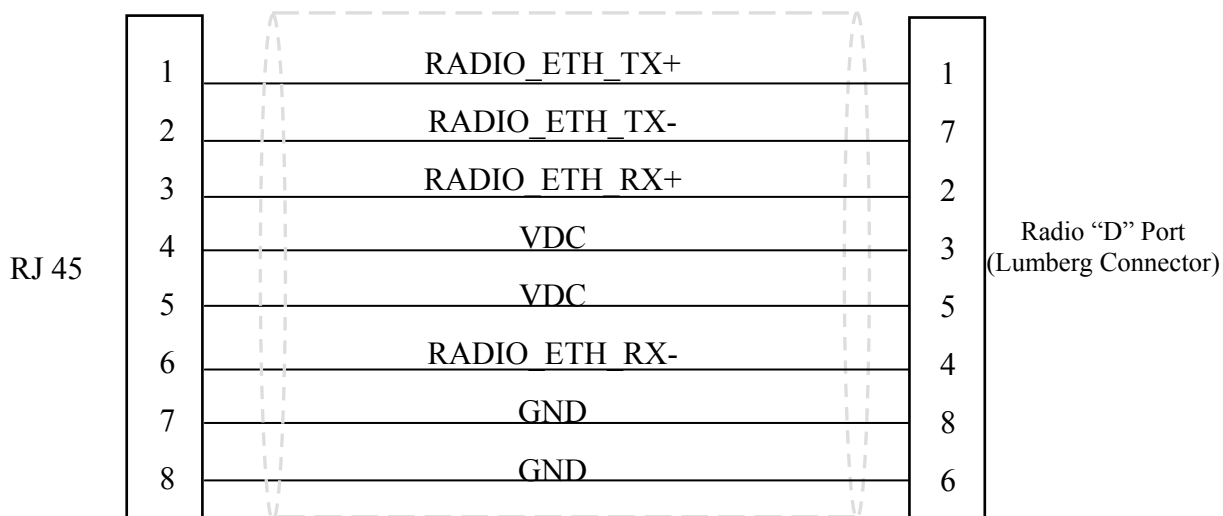 1 RADIO_ETH_TX+ 1
2 RADIO_ETH_TX- 7
3 RADIO_ETH_RX+ 2
4 VDC 3
Radio “D” Port
RJ 45
(Lumberg Connector)
5 VDC 5
6 RADIO_ETH_RX- 4
7 GND 8
8 GND 6